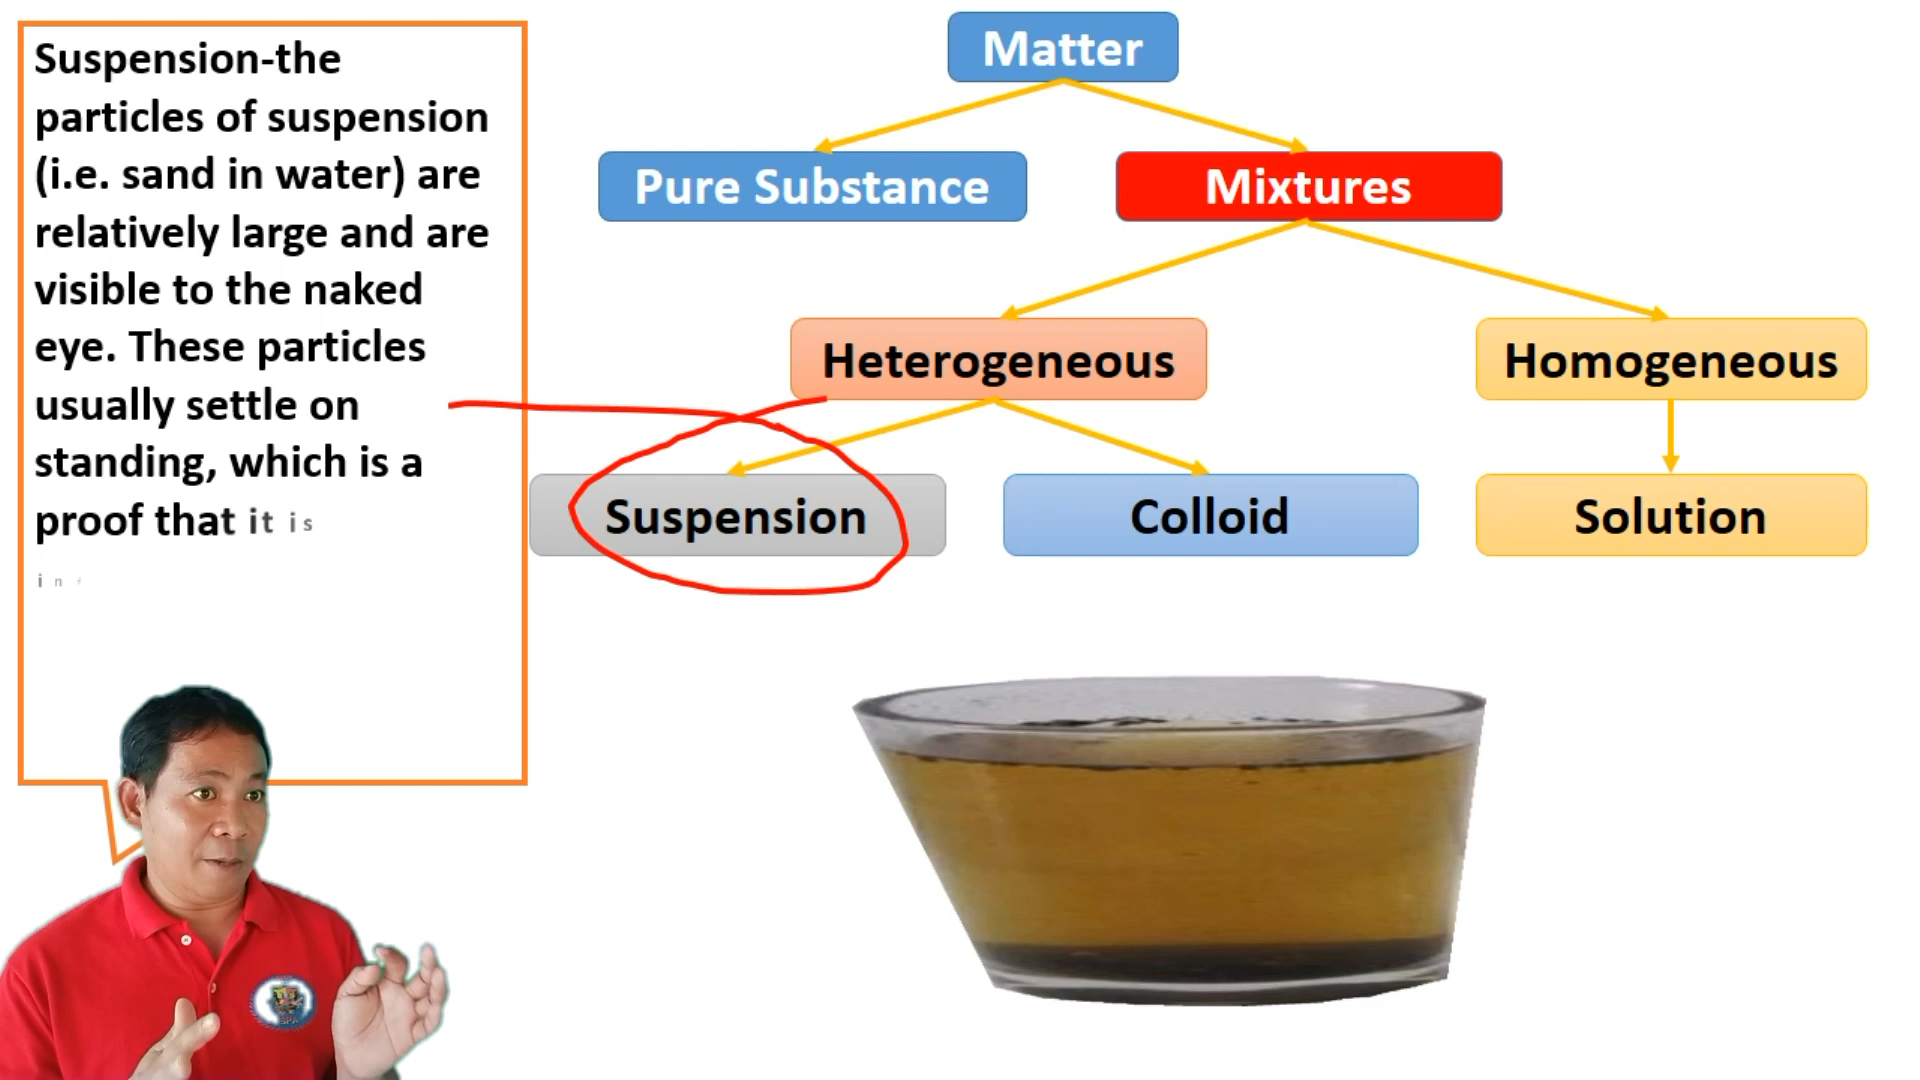 Suspension-the
particles of suspension
(i.e. sand in water) are
relatively large and are
visible to the naked
eye. These particles
usually settle on
standing, which is a
proof that it is
in
Matter
Pure Substance
Mixtures
Heterogeneous
Homogeneous
Suspension
Colloid
Solution